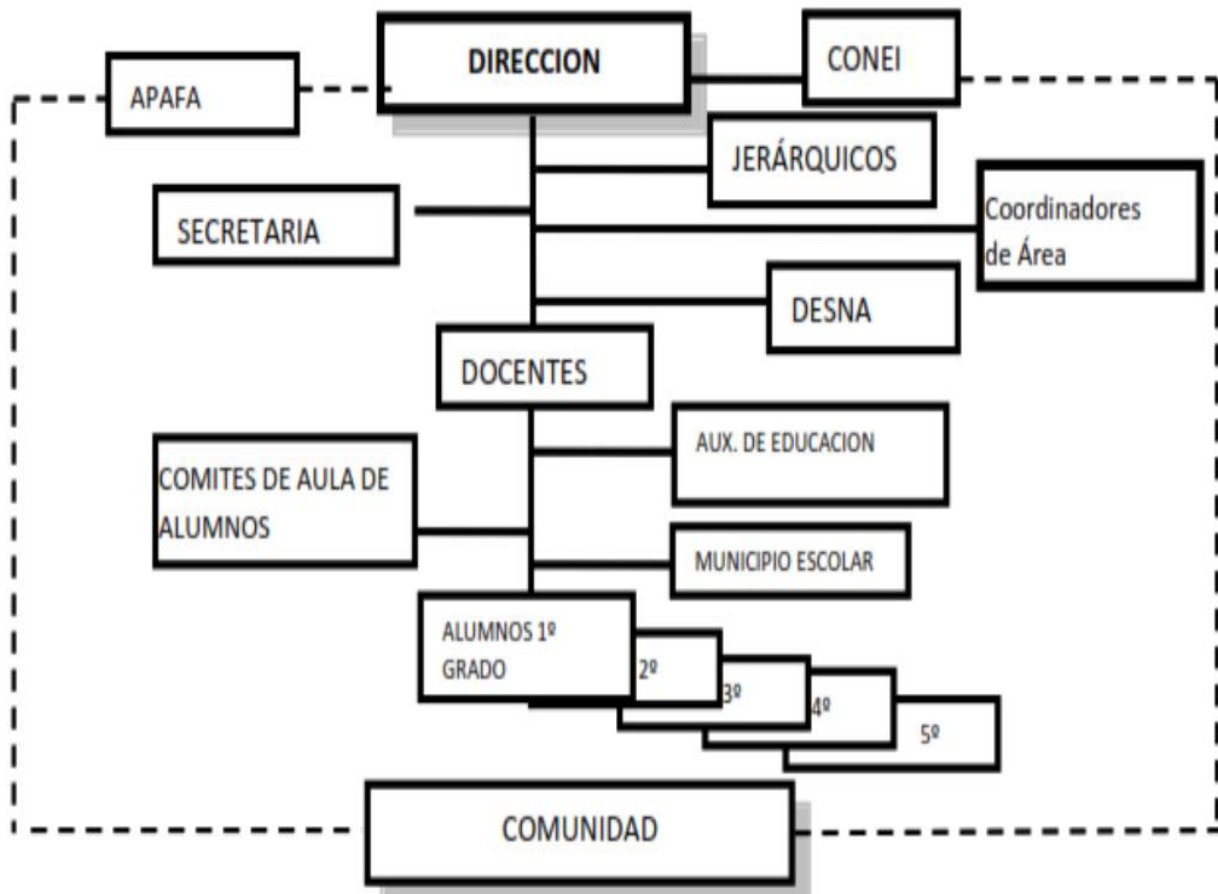 DIRECCION
CONEI
APAFA
JERÁRQUICOS
SECRETARIA
Coordinadores
de Área
DESNA
DOCENTES
AUX. DE EDUCACION
COMITES DE AULA DE
ALUMNOS
MUNICIPIO ESCOLAR
ALUMNOS 1º
GRADO
2º
3º
4º
5º
COMUNIDAD